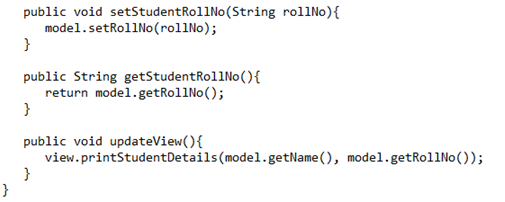 public void setStudentRollNo(String rollNo){
model.setRollNo(rollNo);
}
public String getStudentRollNo(){
return model.getRollNo();
}
public void updateView(){
view.printStudentDetails(model.getName(), model.getRollNo());
}
}